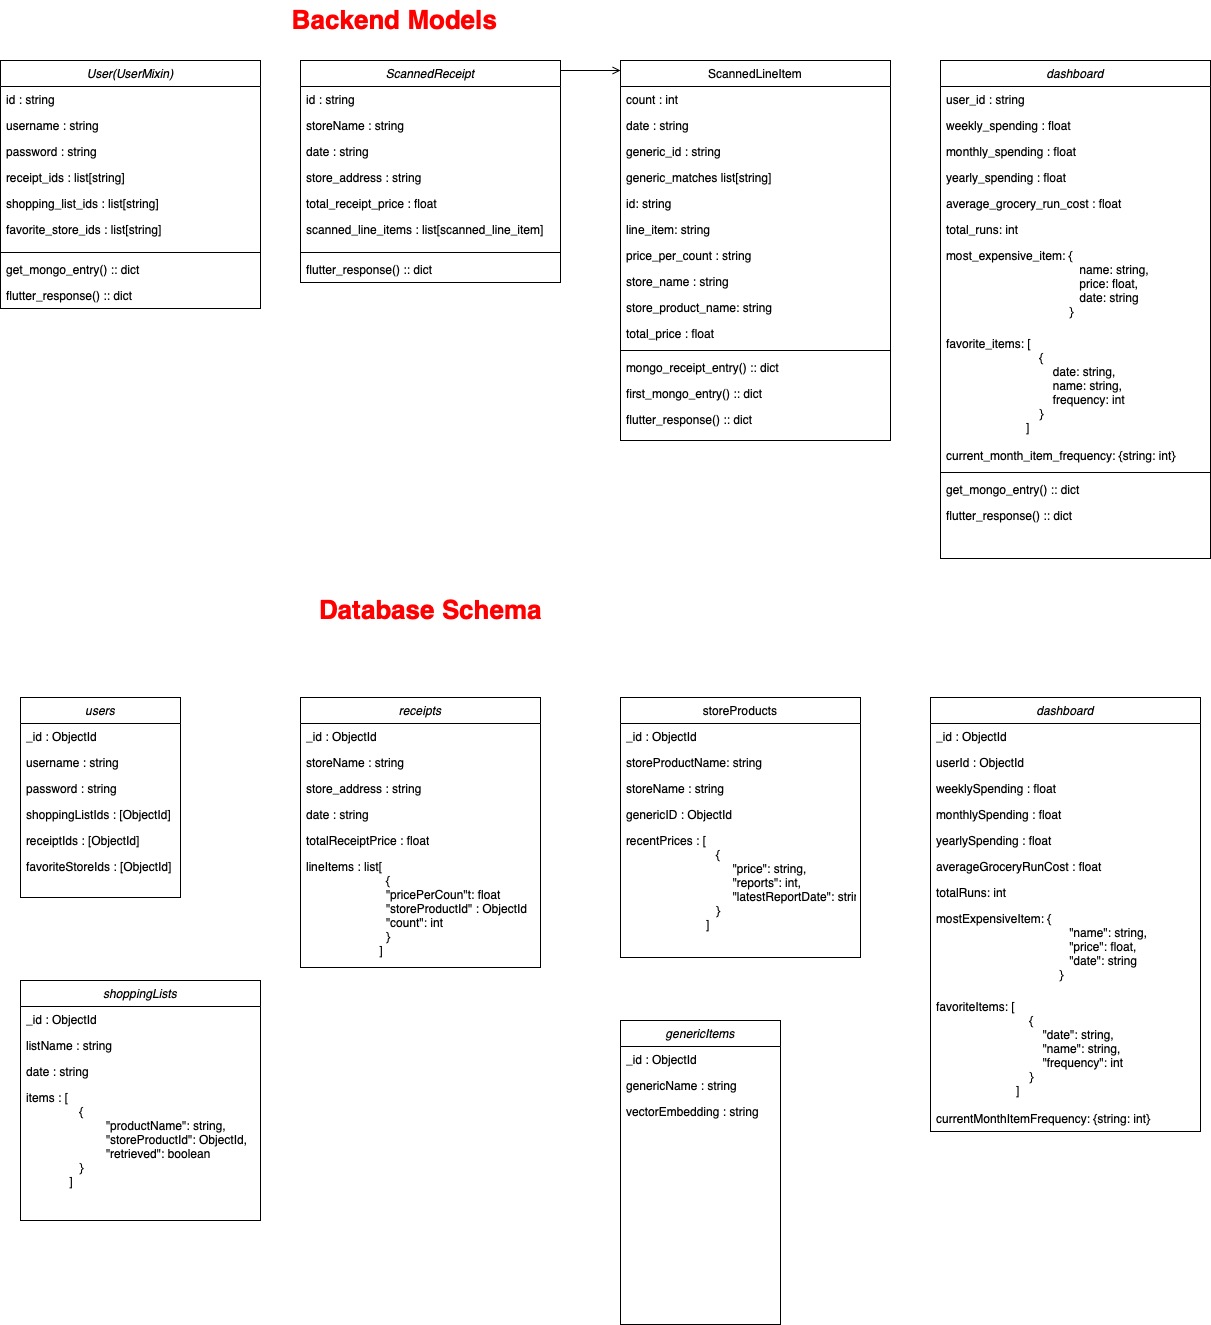 Backend Models
User(UserMixin)
id : string
username : string
password : string
receipt_ids : list[string]
shopping_list_ids : list[string]
favorite_store_ids : list[string]
get_mongo_entry() :: dict
flutter_response() :: dict
ScannedReceipt
id : string
storeName : string
date : string
store_address : string
total_receipt_price : float
scanned_line_items : list[scanned_line_item]
flutter_response() :: dict
ScannedLineItem
count : int
date : string
generic_id : string
generic_matches list[string]
id: string
line_item: string
price_per_count : string
store_name : string
store_product_name: string
total_price : float
mongo_receipt_entry() :: dict
first_mongo_entry() :: dict
flutter_response() :: dict
dashboard
user_id : string
weekly_spending : float
monthly_spending : float
yearly_spending : float
average_grocery_run_cost : float
total_runs: int
most_expensive_item: {
name: string,
price: float,
date: string
}
favorite_items: [
{
date: string,
name: string,
frequency: int
}
]
current_month_item_frequency: {string: int}
get_mongo_entry() :: dict
flutter_response() :: dict
Database Schema
users
_id : ObjectId
username : string
password : string
shoppingListIds : [ObjectId]
receiptIds : [ObjectId]
favoriteStoreIds : [ObjectId]
receipts
_id : ObjectId
storeName : string
store_address : string
date : string
totalReceiptPrice : float
lineItems : list[
{
"pricePerCoun"t: float
"storeProductId" : ObjectId
"count": int
}
]
storeProducts
_id : ObjectId
storeProductName: string
storeName : string
genericID : ObjectId
recentPrices : [
{
"price": string,
"reports": int,
"latestReportDate": strin
}
]
dashboard
_id : ObjectId
userId : ObjectId
weeklySpending : float
monthlySpending : float
yearlySpending : float
averageGroceryRunCost : float
totalRuns: int
mostExpensiveItem: {
"name": string,
"price": float,
"date": string
}
favoriteItems: [
{
"date": string,
"name": string,
"frequency": int
}
]
currentMonthItemFrequency: {string: int}
shoppingLists
_id : ObjectId
listName : string
date : string
items : [
{
"productName": string,
"storeProductId": ObjectId,
"retrieved": boolean
}
]
genericItems
_id : ObjectId
genericName : string
vectorEmbedding : string